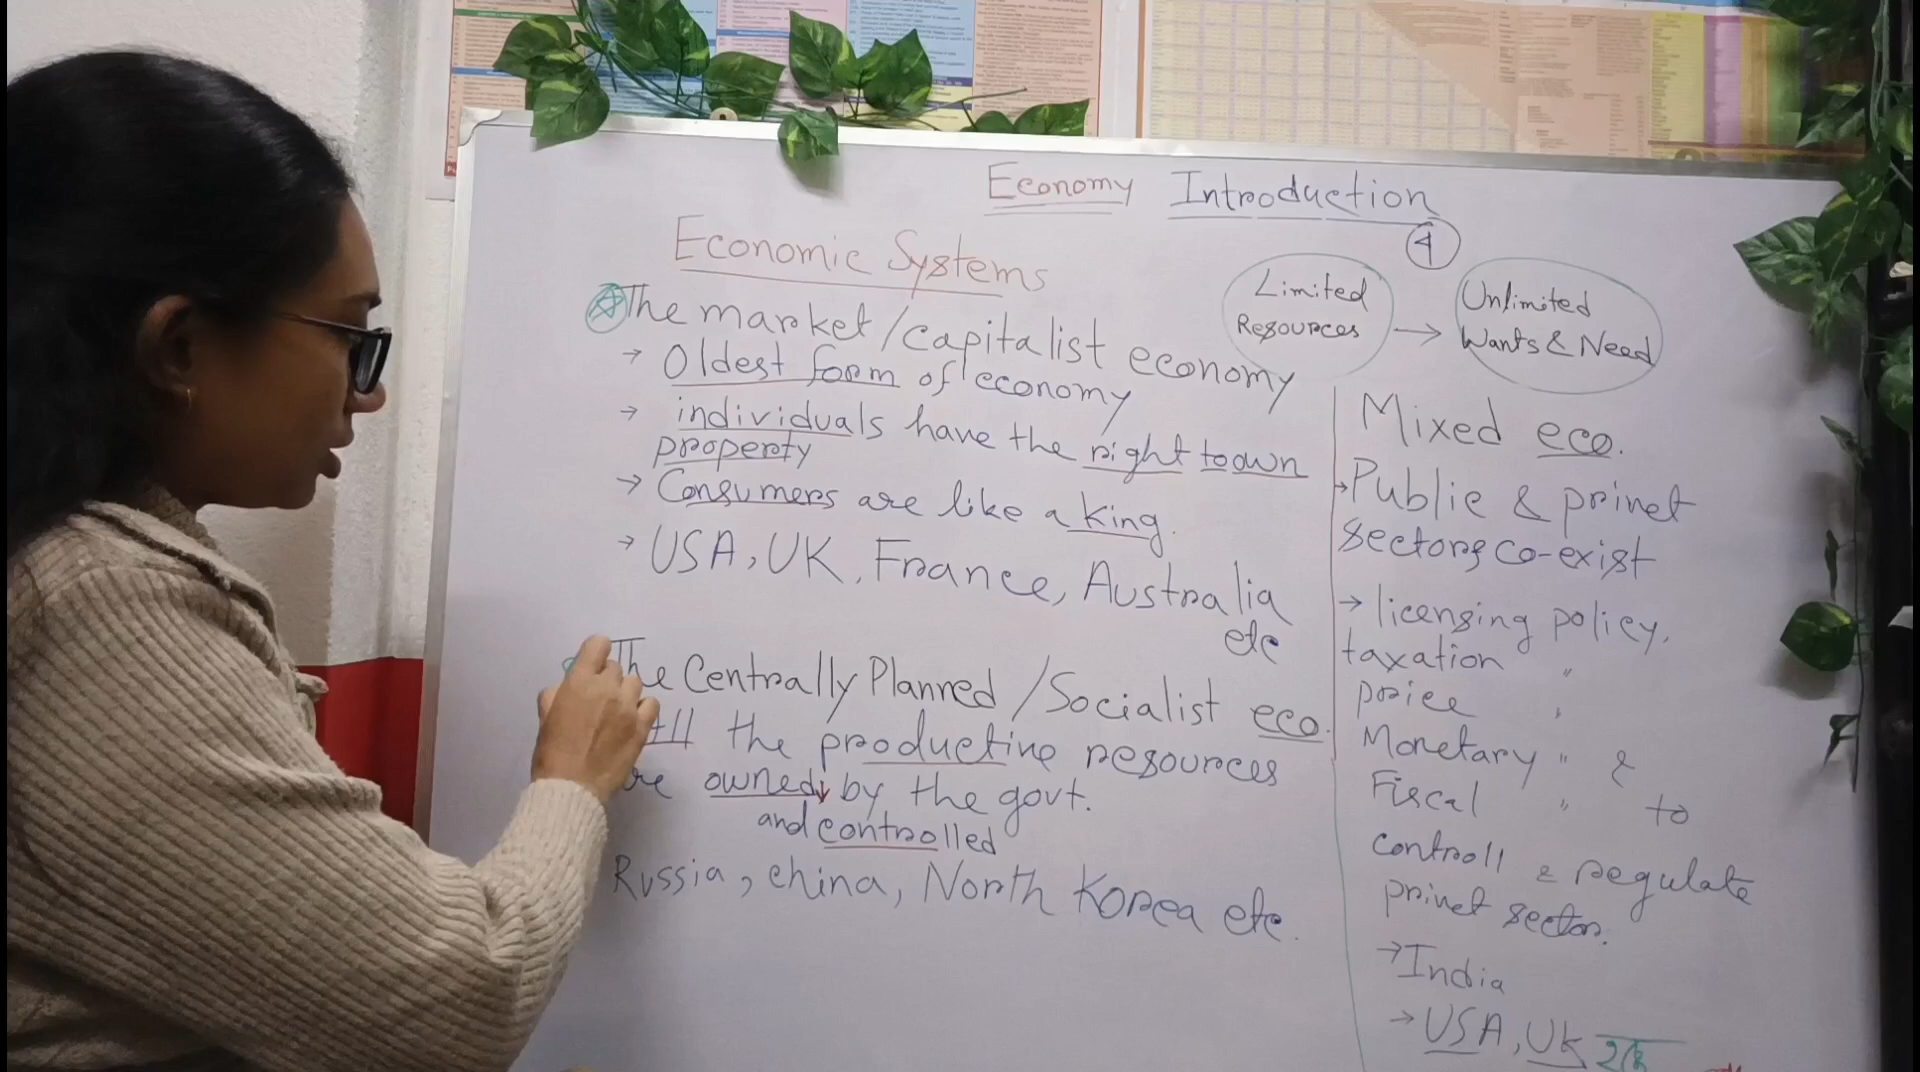 Economy Introduction
4
Economic Systems
The market/capitalist economy
→ Oldest form of economy
→ individuals have the right to own
property
→ Consumers are like a king.
→ USA, UK, France, Australia
etc
The Centrally Planned/Socialist eco.
All the productive resources
owned by the govt.
and controlled
Russia, china, North Korea etc.
Limited
Resources
→
Unlimited
Wants & Need
Mixed eco.
→ Public & privet
sectors co-exist
→ licensing policy,
taxation "
price "
Monetary " &
Fiscal " to
controll & regulate
privet sector.
→ India
→ USA, UK